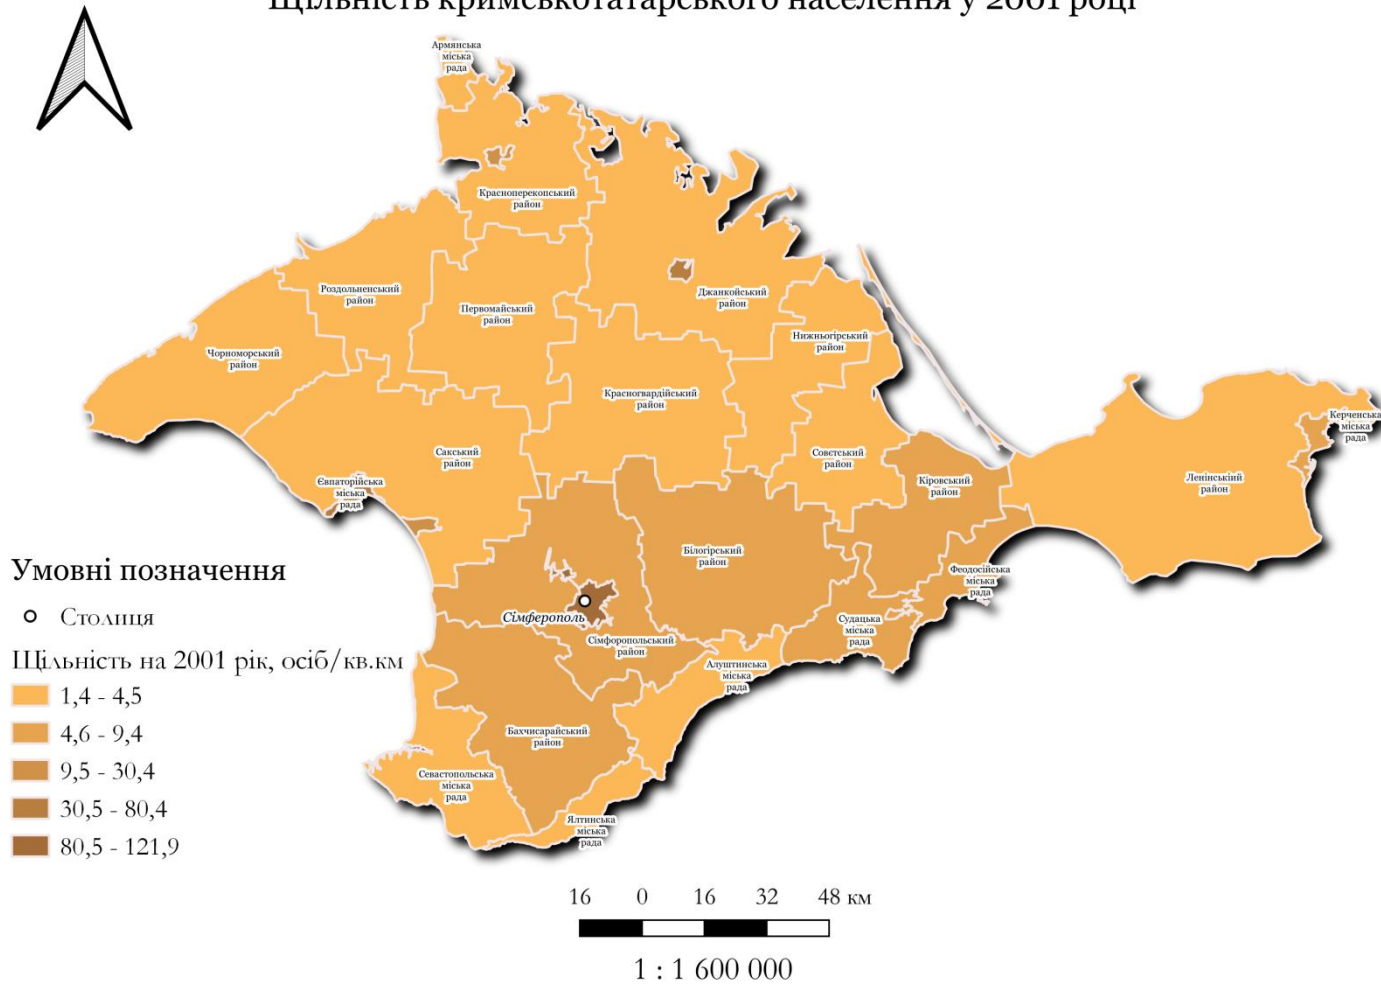 Щільність кримськотатарського населення у 2001 році
Армянська
міська
рада
Красноперекопський
район
Роздольненський
район
Первомайський
район
Джанкойський
район
Нижньогірський
район
Чорноморський
район
Красногвардійський
район
Керченська
міська
рада
Сакський
район
Совєтський
район
Кіровський
район
Ленінський
район
Євпаторійська
міська
рада
Білогірський
район
Феодосійська
міська
рада
Умовні позначення
Столиця
Сімферополь
Сімфоропольський
район
Судацька
міська
рада
Щільність на 2001 рік, осіб/кв.км
Алуштинська
міська
рада
1,4 - 4,5
4,6 - 9,4
9,5 - 30,4
30,5 - 80,4
80,5 - 121,9
Бахчисарайський
район
Севастопольська
міська
рада
Ялтинська
міська
рада
16 0 16 32 48 км
1 : 1 600 000